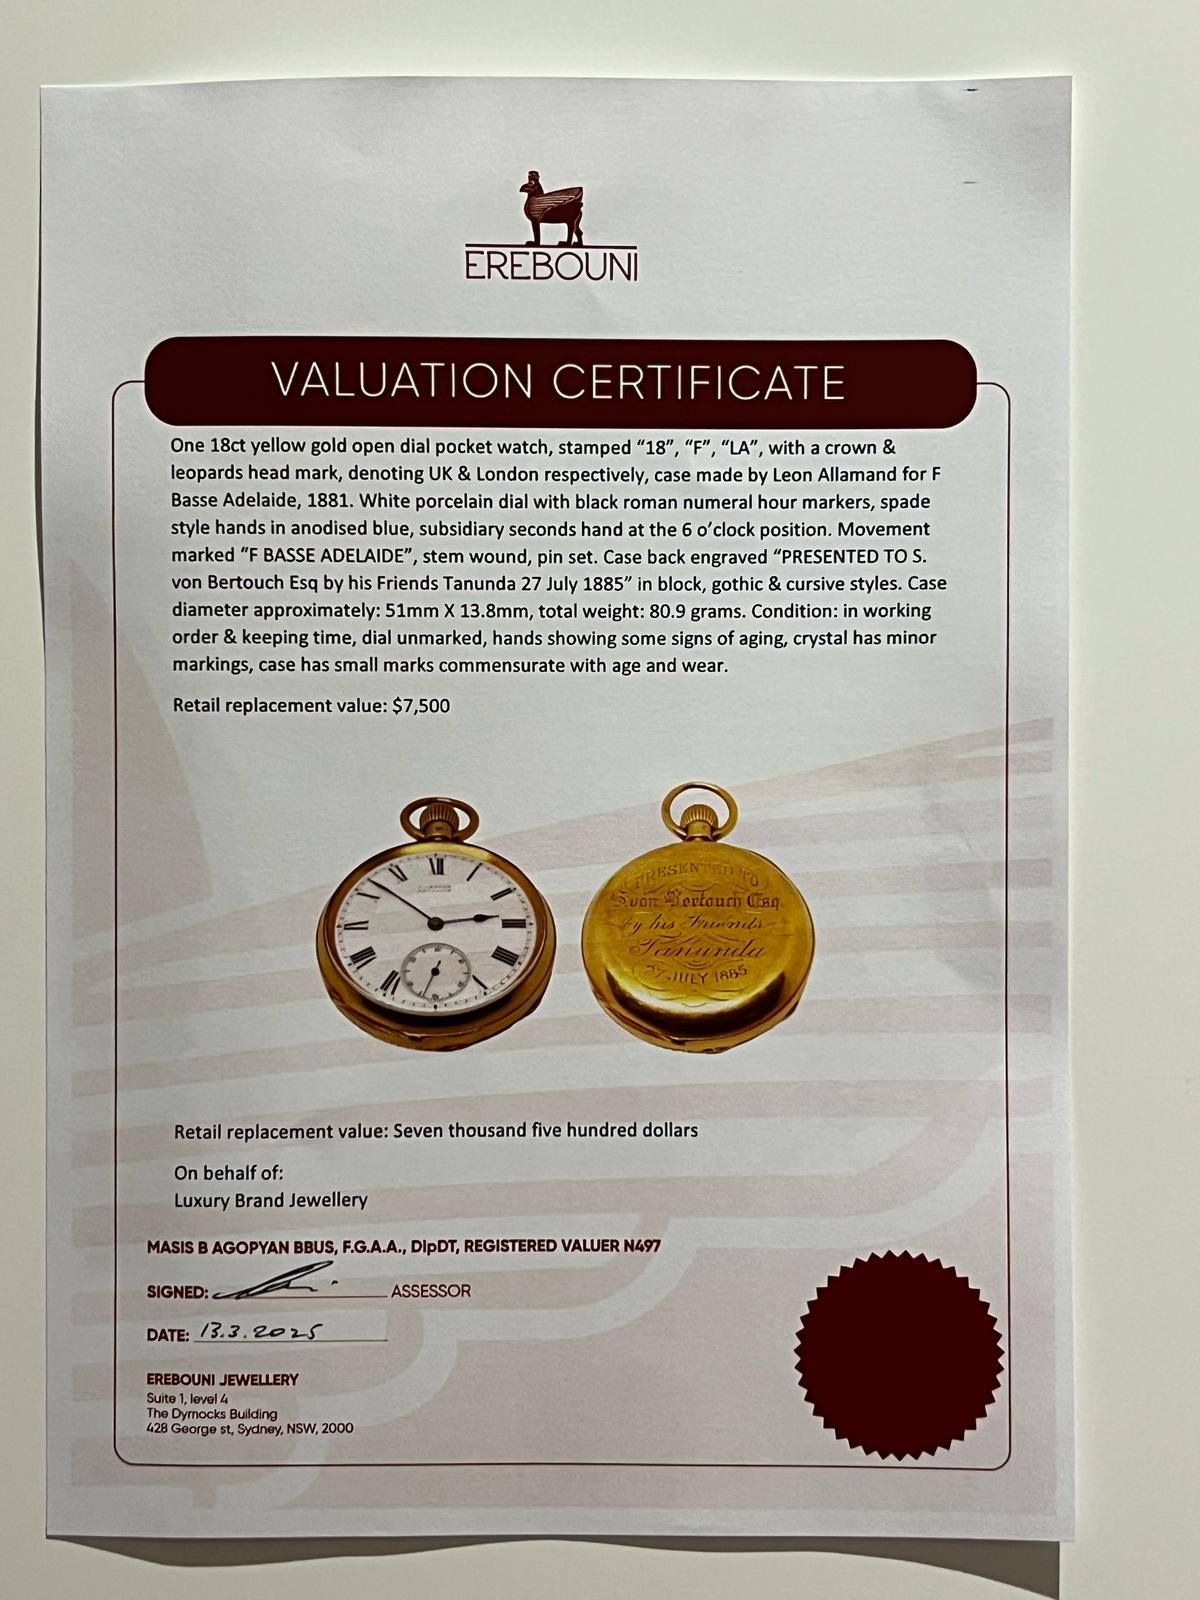 EREBOUNI
VALUATION CERTIFICATE
One 18ct yellow gold open dial pocket watch, stamped “18”, “F”, “LA”, with a crown &
leopards head mark, denoting UK & London respectively, case made by Leon Allamand for F
Basse Adelaide, 1881. White porcelain dial with black roman numeral hour markers, spade
style hands in anodised blue, subsidiary seconds hand at the 6 o’clock position. Movement
marked “F BASSE ADELAIDE”, stem wound, pin set. Case back engraved “PRESENTED TO S.
von Bertouch Esq by his Friends Tanunda 27 July 1885” in block, gothic & cursive styles. Case
diameter approximately: 51mm X 13.8mm, total weight: 80.9 grams. Condition: in working
order & keeping time, dial unmarked, hands showing some signs of aging, crystal has minor
markings, case has small marks commensurate with age and wear.
Retail replacement value: $7,500
PRESENTED TO
S. von Bertouch Esq
by his Friends
Tanunda
27 JULY 1885
Retail replacement value: Seven thousand five hundred dollars
On behalf of:
Luxury Brand Jewellery
MASIS B AGOPYAN BBUS, F.G.A.A., DipDT, REGISTERED VALUER N497
SIGNED: ASSESSOR
DATE: 13.3.2025
EREBOUNI JEWELLERY
Suite 1, level 4
The Dymocks Building
428 George st, Sydney, NSW, 2000